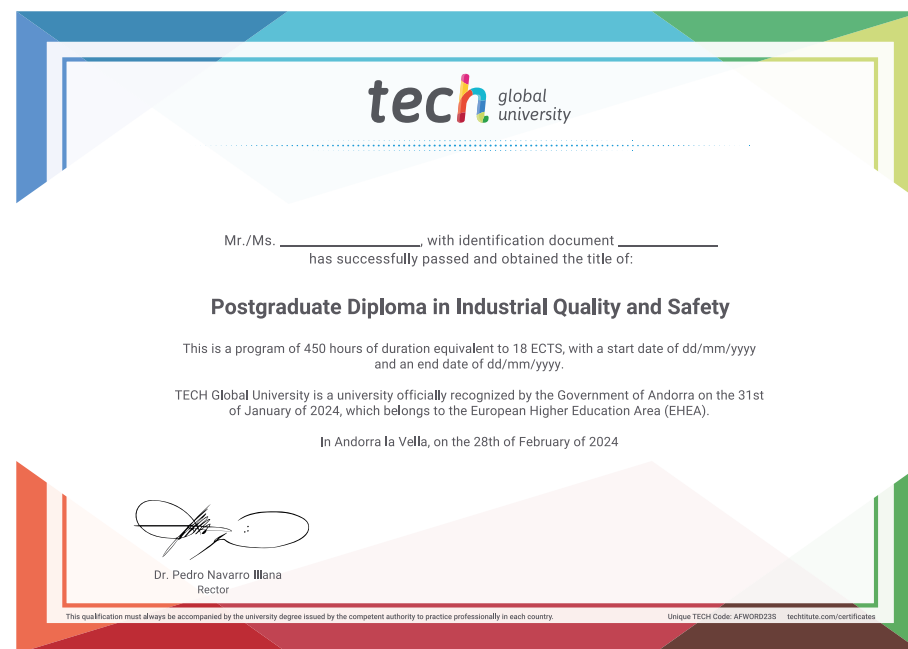 tech global university
Mr./Ms. ____________________, with identification document ______________
has successfully passed and obtained the title of:
Postgraduate Diploma in Industrial Quality and Safety
This is a program of 450 hours of duration equivalent to 18 ECTS, with a start date of dd/mm/yyyy
and an end date of dd/mm/yyyy.
TECH Global University is a university officially recognized by the Government of Andorra on the 31st
of January of 2024, which belongs to the European Higher Education Area (EHEA).
In Andorra la Vella, on the 28th of February of 2024
Dr. Pedro Navarro Illana
Rector
This qualification must always be accompanied by the university degree issued by the competent authority to practice professionally in each country.
Unique TECH Code: AFWORD23S techtitute.com/certificates